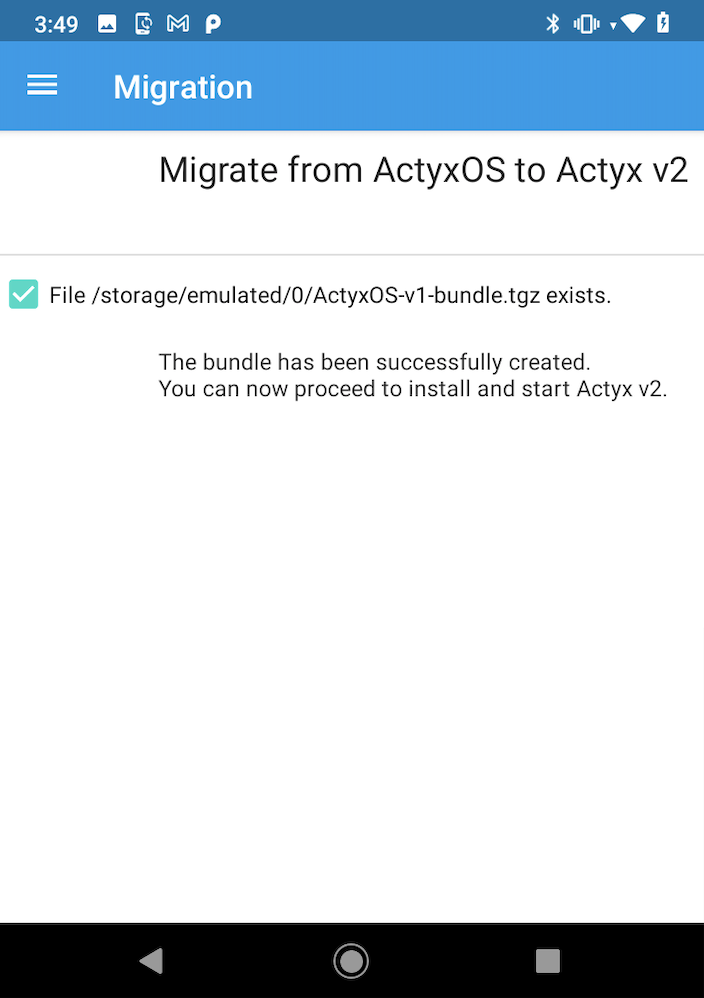 3:49
Migration
Migrate from ActyxOS to Actyx v2
File /storage/emulated/0/ActyxOS-v1-bundle.tgz exists.
The bundle has been successfully created.
You can now proceed to install and start Actyx v2.